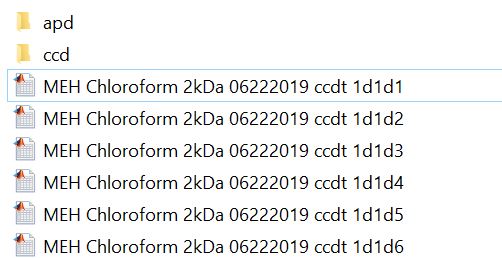 apd
ccd
MEH Chloroform 2kDa 06222019 ccdt 1d1d1
MEH Chloroform 2kDa 06222019 ccdt 1d1d2
MEH Chloroform 2kDa 06222019 ccdt 1d1d3
MEH Chloroform 2kDa 06222019 ccdt 1d1d4
MEH Chloroform 2kDa 06222019 ccdt 1d1d5
MEH Chloroform 2kDa 06222019 ccdt 1d1d6